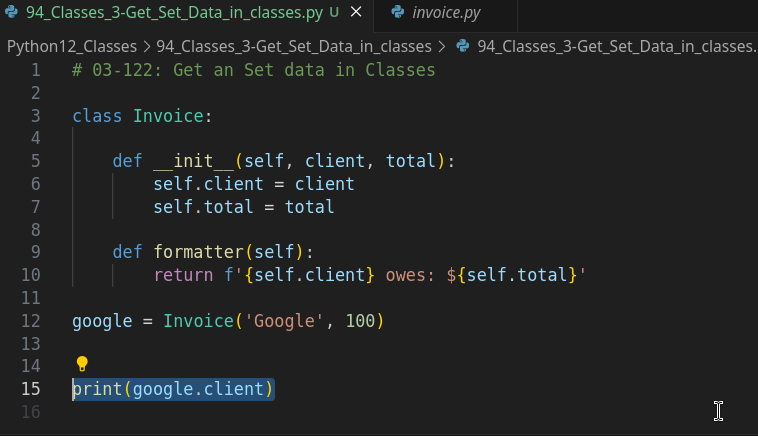 94_Classes_3-Get_Set_Data_in_classes.py U × invoice.py
Python12_Classes > 94_Classes_3-Get_Set_Data_in_classes > 94_Classes_3-Get_Set_Data_in_classes.
1 # 03-122: Get an Set data in Classes
2
3 class Invoice:
4
5 def __init__(self, client, total):
6 self.client = client
7 self.total = total
8
9 def formatter(self):
10 return f'{self.client} owes: ${self.total}'
11
12 google = Invoice('Google', 100)
13
14
15 print(google.client)
16